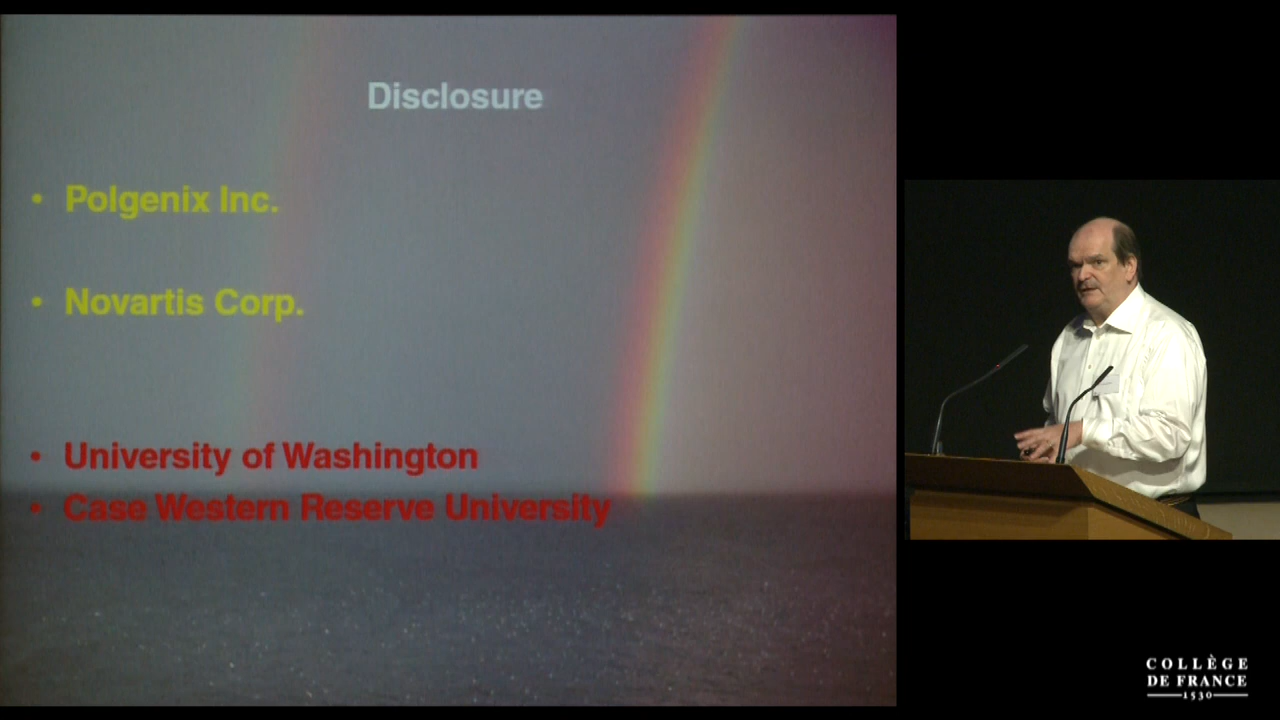 Disclosure
• Polgenix Inc.
• Novartis Corp.
• University of Washington
• Case Western Reserve University
COLLÈGE
DE FRANCE
1530